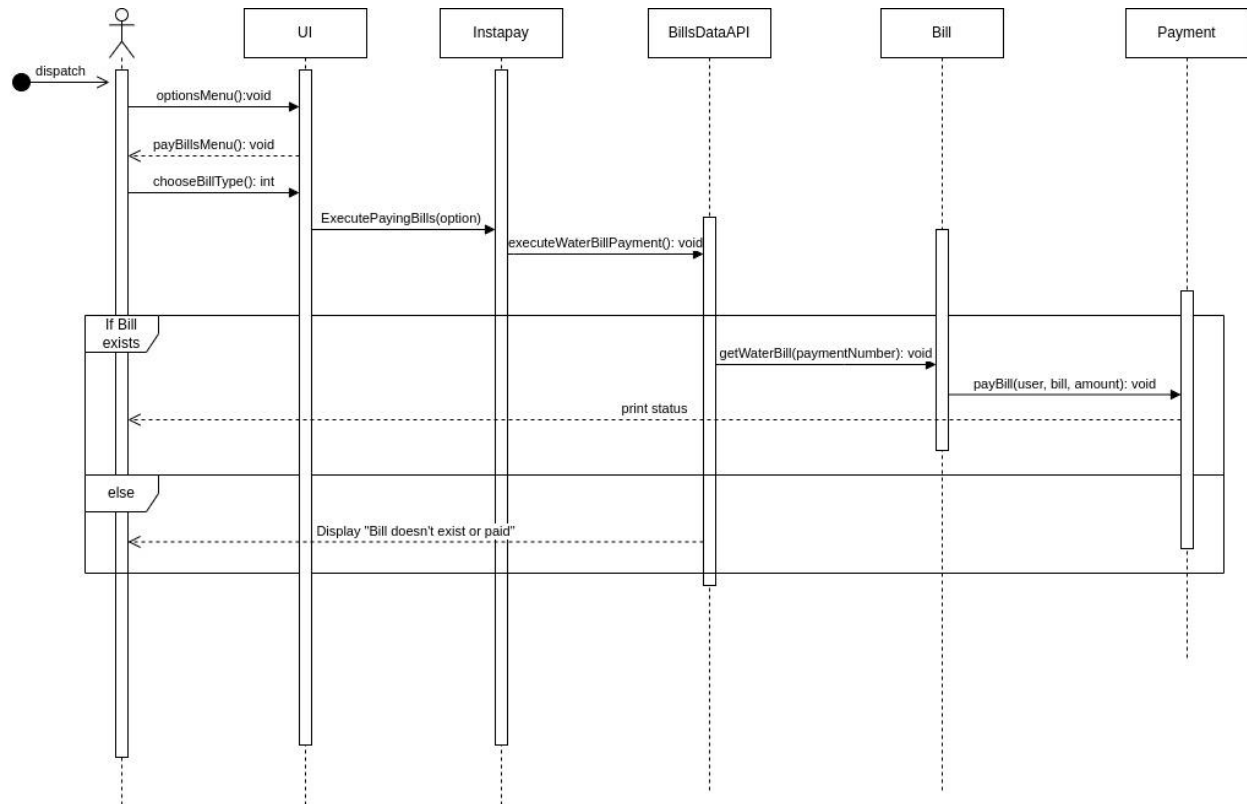 UI
Instapay
BillsDataAPI
Bill
Payment
dispatch
optionsMenu():void
payBillsMenu(): void
chooseBillType(): int
ExecutePayingBills(option)
executeWaterBillPayment(): void
If Bill
exists
getWaterBill(paymentNumber): void
payBill(user, bill, amount): void
print status
else
Display "Bill doesn't exist or paid"